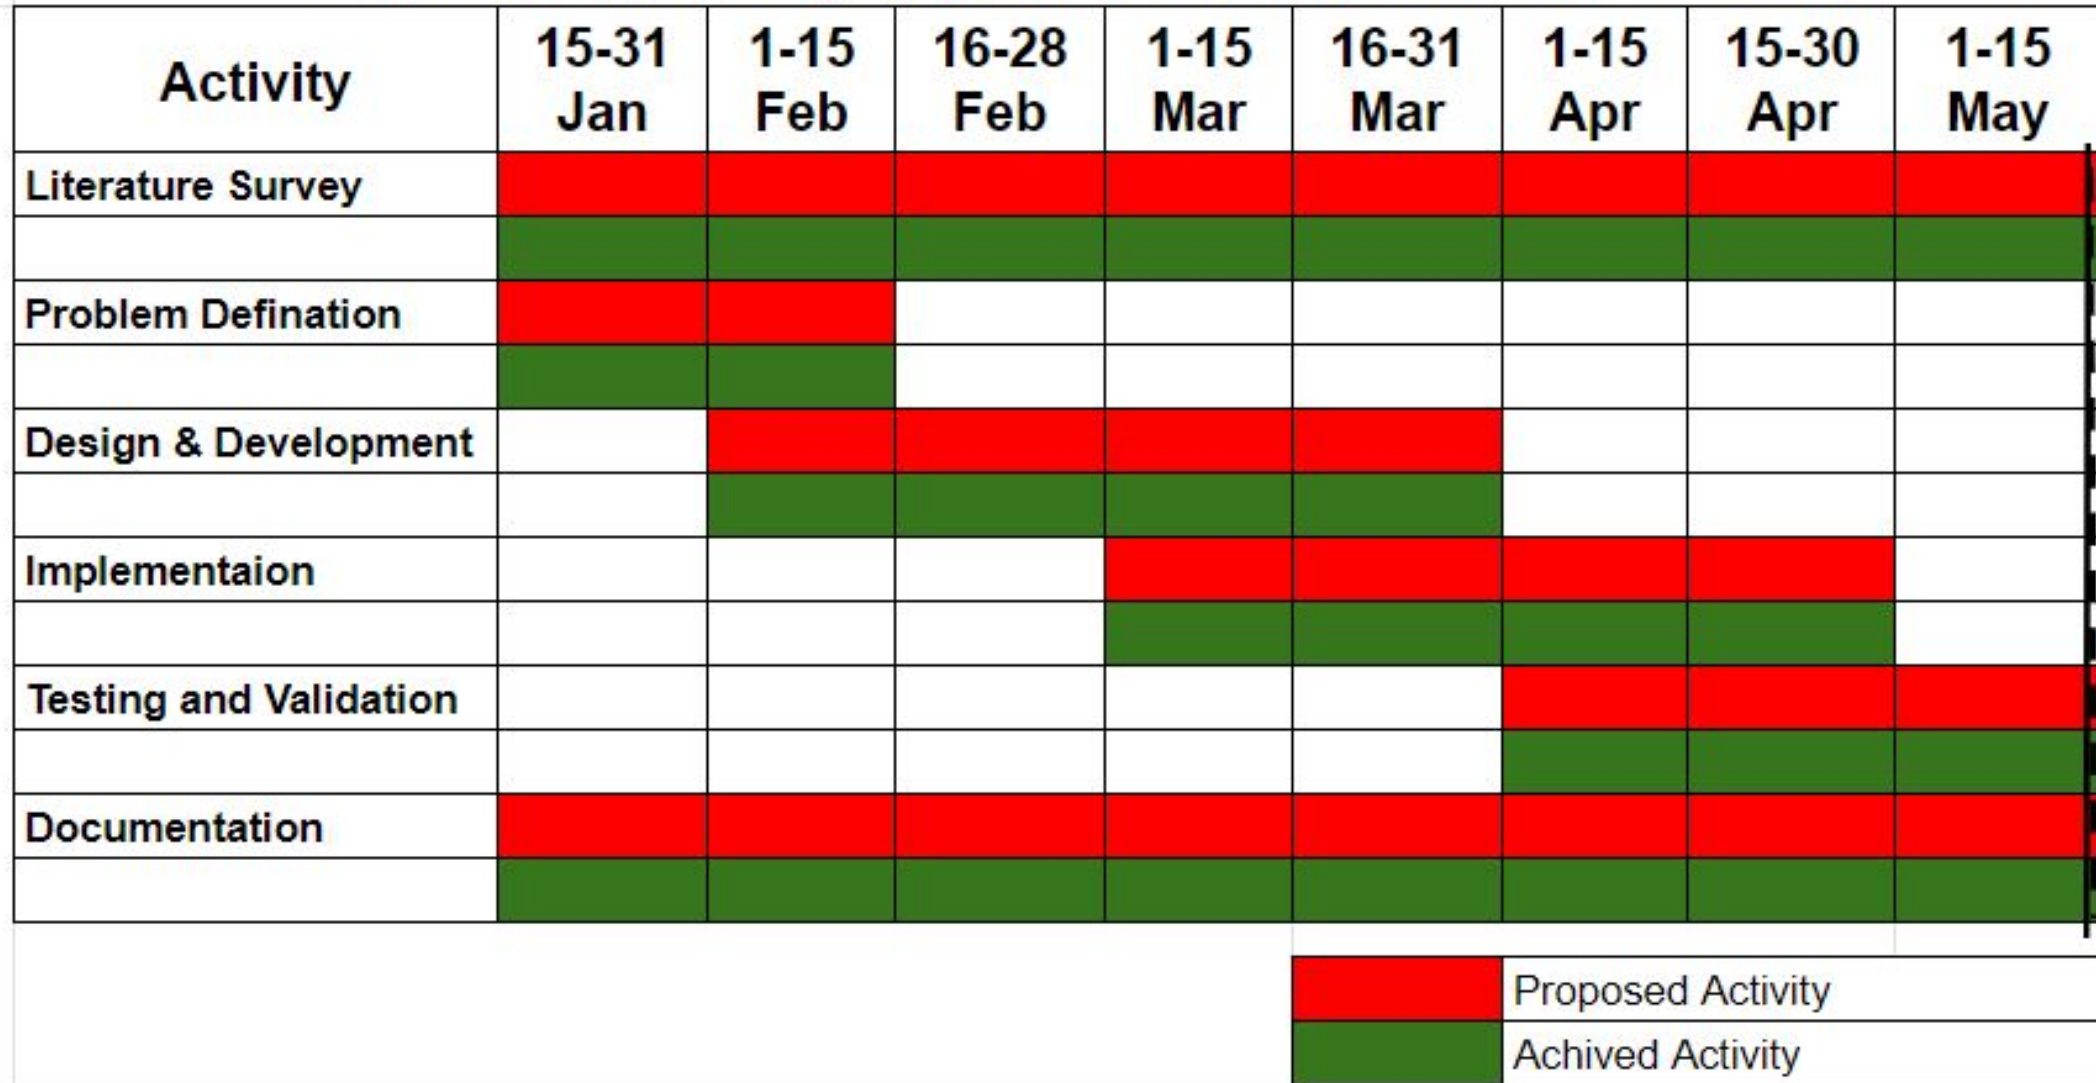 Activity
15-31 Jan
1-15 Feb
16-28 Feb
1-15 Mar
16-31 Mar
1-15 Apr
15-30 Apr
1-15 May
Literature Survey
Problem Defination
Design & Development
Implementaion
Testing and Validation
Documentation
Proposed Activity
Achived Activity